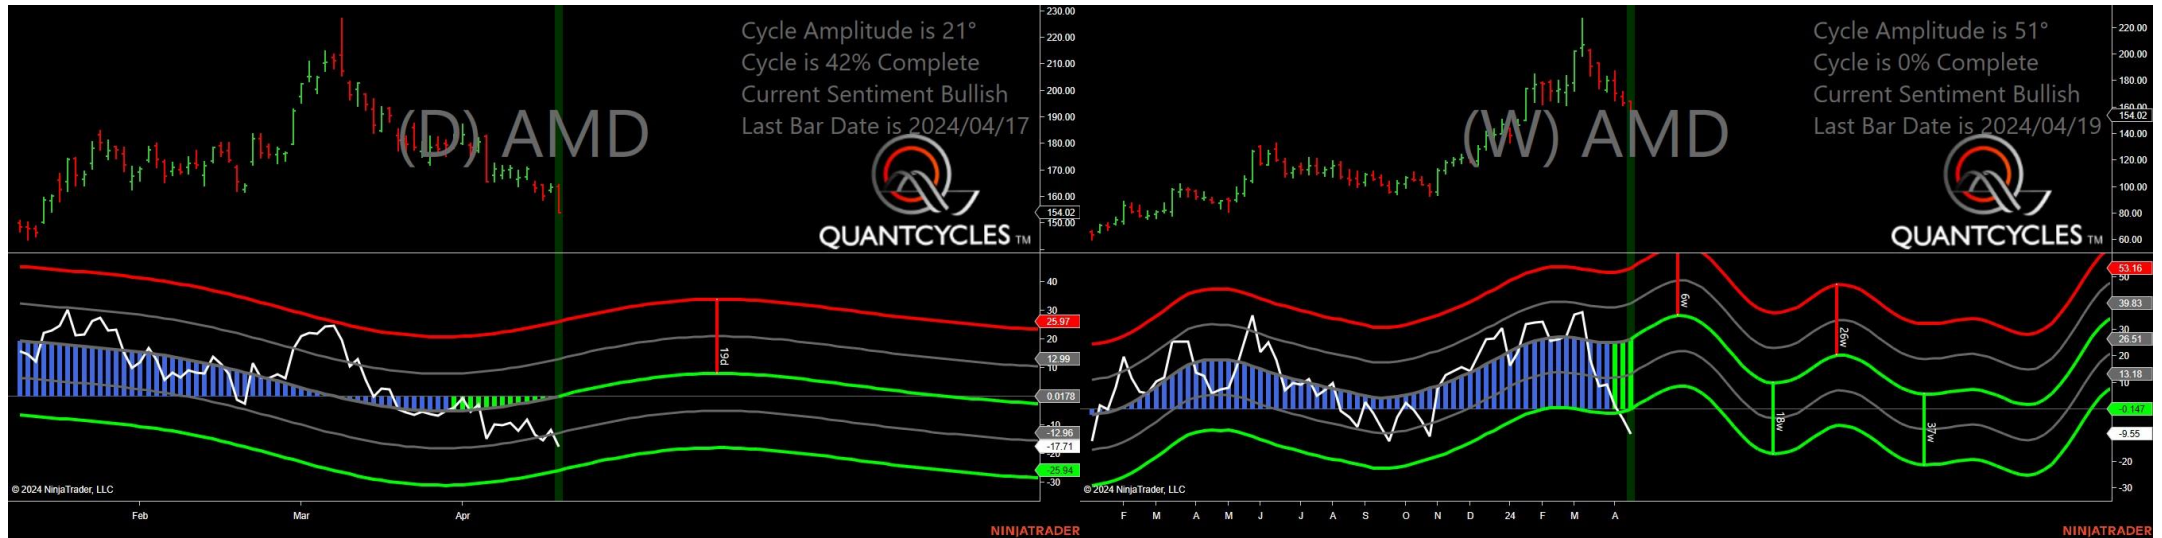 Cycle Amplitude is 21°
Cycle is 42% Complete
Current Sentiment Bullish
Last Bar Date is 2024/04/17
(D) AMD
QUANTCYCLES TM
230.00
220.00
210.00
200.00
190.00
180.00
170.00
160.00
154.02
150.00
40
30
25.97
20
12.99
10
0.0178
-12.96
-17.71
-20
-25.94
-30
19d
© 2024 NinjaTrader, LLC
Feb Mar Apr
NINJATRADER
Cycle Amplitude is 51°
Cycle is 0% Complete
Current Sentiment Bullish
Last Bar Date is 2024/04/19
(W) AMD
QUANTCYCLES TM
220.00
200.00
180.00
160.00
154.02
140.00
120.00
100.00
80.00
60.00
53.16
50
39.83
30
26.51
20
13.18
10
-0.147
-9.55
-20
-30
6w
18w
26w
37w
© 2024 NinjaTrader, LLC
F M A M J J A S O N D 24 F M A
NINJATRADER